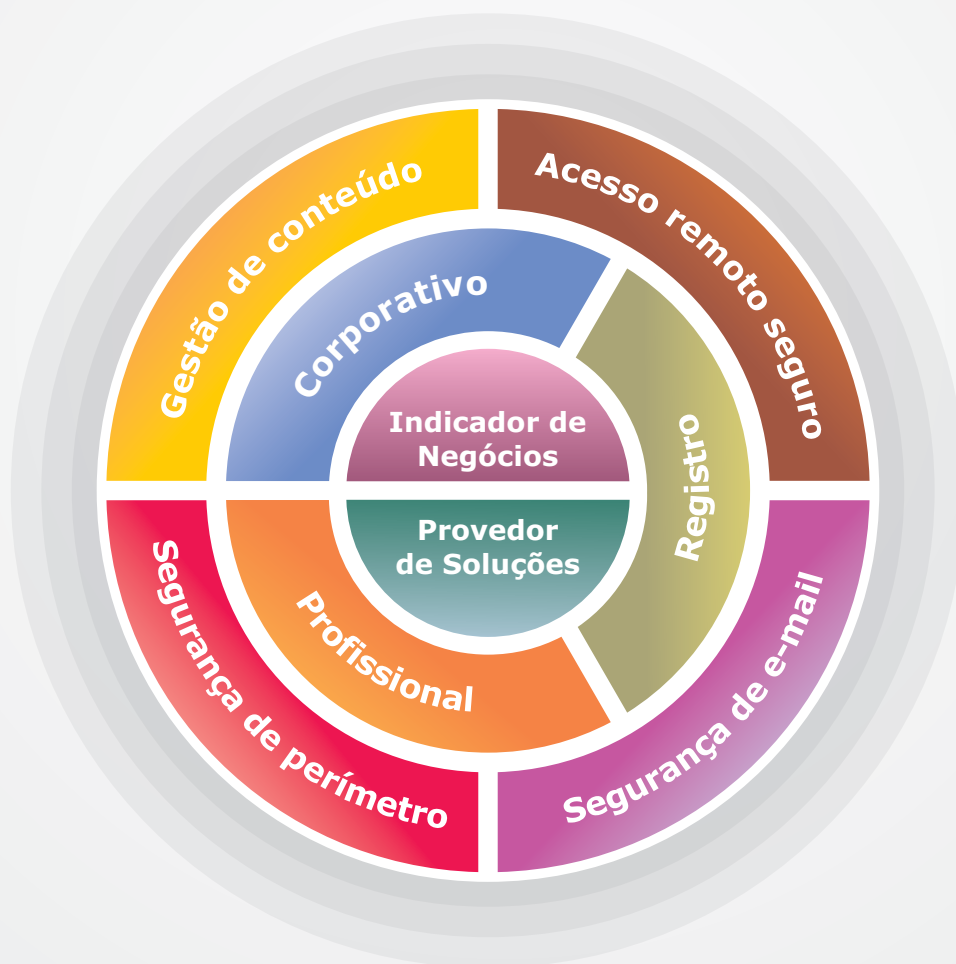 Gestão de conteúdo
Acesso remoto seguro
Corporativo
Registro
Indicador de
Negócios
Provedor
de Soluções
Profissional
Segurança de perímetro
Segurança de e-mail